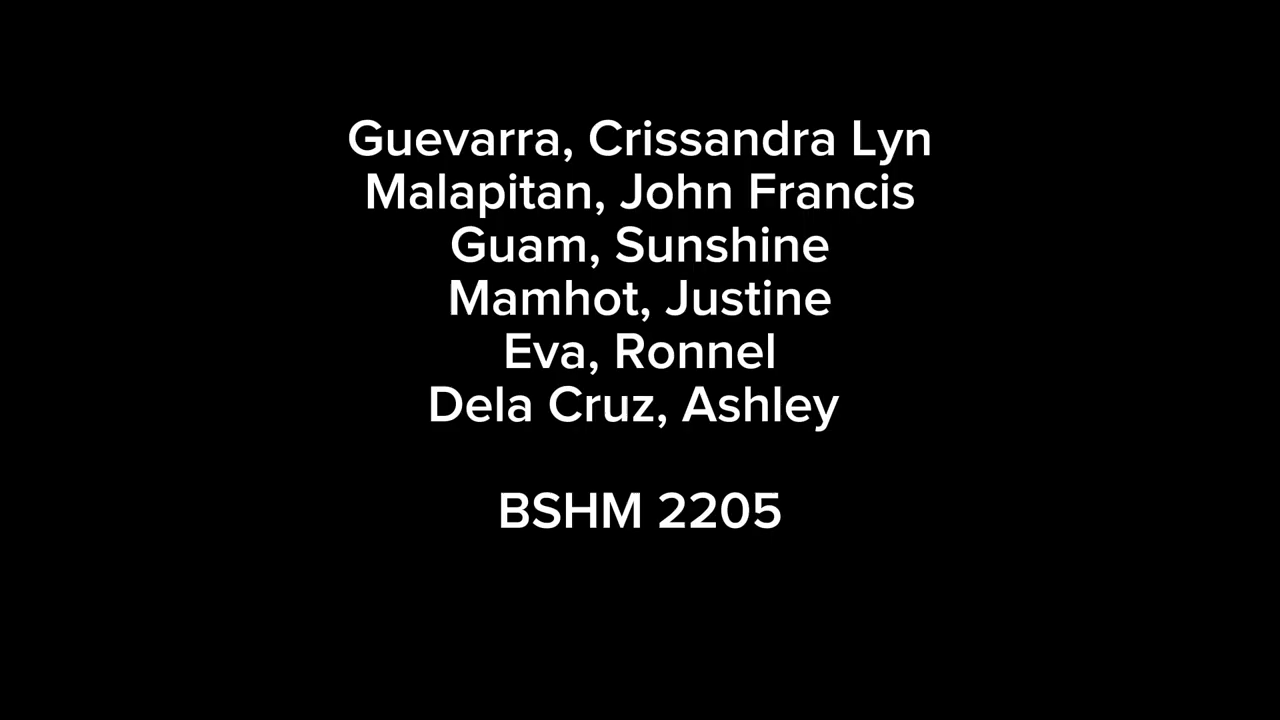 Guevarra, Crissandra Lyn
Malapitan, John Francis
Guam, Sunshine
Mamhot, Justine
Eva, Ronnel
Dela Cruz, Ashley
BSHM 2205